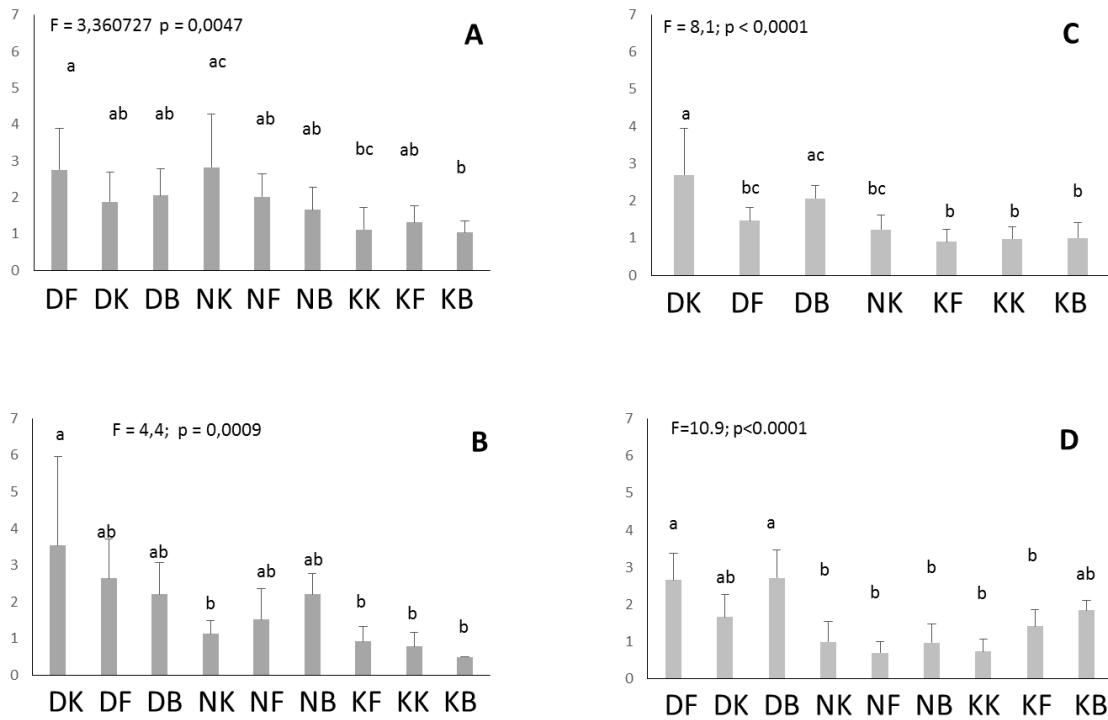 7
6
5
4
3
2
1
0
F = 3,360727 p = 0,0047
A
a ab ab ac ab ab bc ab b
DF DK DB NK NF NB KK KF KB
7
6
5
4
3
2
1
0
F = 8,1; p < 0,0001
C
a bc ac bc b b b
DK DF DB NK KF KK KB
7
6
5
4
3
2
1
0
F = 4,4; p = 0,0009
B
a ab ab b ab ab b b b
DK DF DB NK NF NB KF KK KB
7
6
5
4
3
2
1
0
F=10.9; p<0.0001
D
a ab a b b b b b ab
DF DK DB NK NF NB KK KF KB